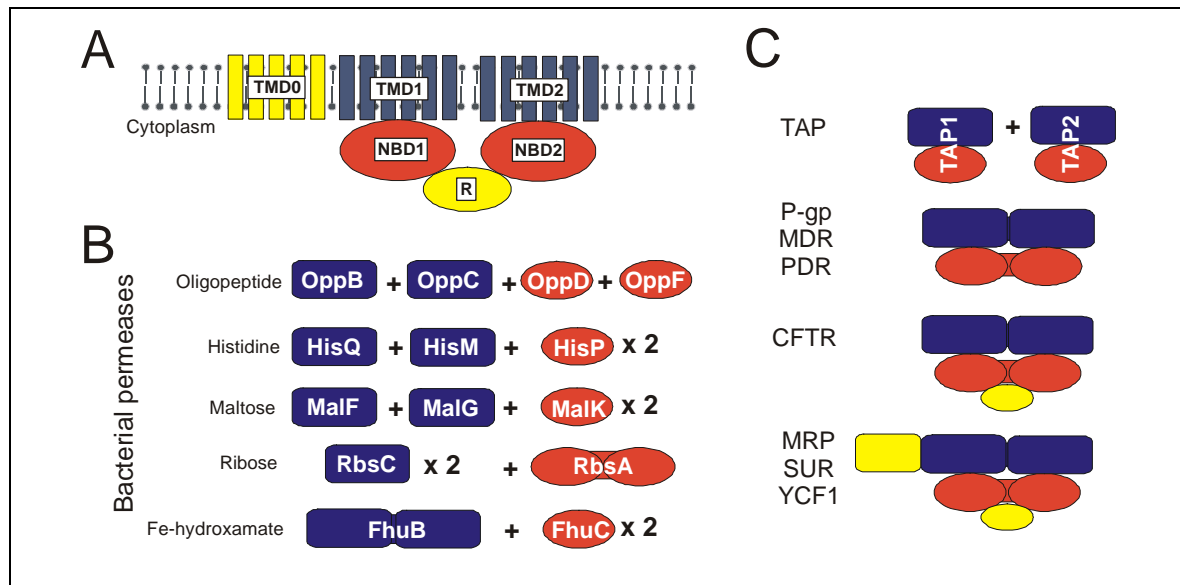 A
TMD0
TMD1
TMD2
Cytoplasm
NBD1
NBD2
R
B
Bacterial permeases
Oligopeptide OppB + OppC + OppD + OppF
Histidine HisQ + HisM + HisP x 2
Maltose MalF + MalG + MalK x 2
Ribose RbsC x 2 + RbsA
Fe-hydroxamate FhuB + FhuC x 2
C
TAP TAP1 + TAP2
P-gp
MDR
PDR
CFTR
MRP
SUR
YCF1